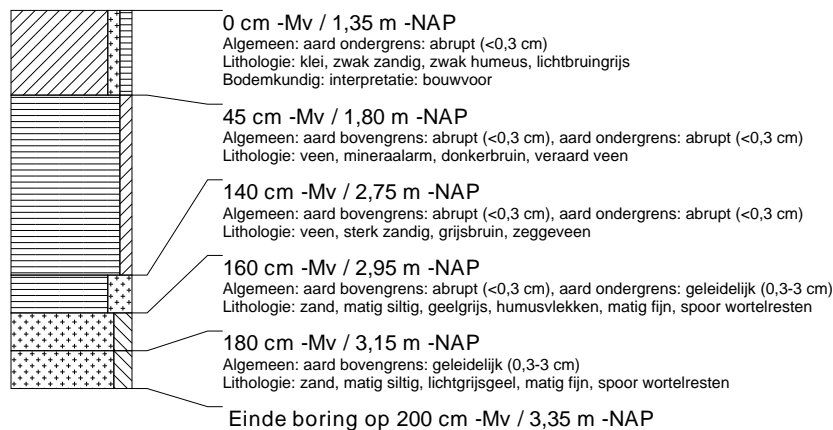 0 cm -Mv / 1,35 m -NAP
Algemeen: aard ondergrens: abrupt (<0,3 cm)
Lithologie: klei, zwak zandig, zwak humeus, lichtbruingrijs
Bodemkundig: interpretatie: bouwvoor
45 cm -Mv / 1,80 m -NAP
Algemeen: aard bovengrens: abrupt (<0,3 cm), aard ondergrens: abrupt (<0,3 cm)
Lithologie: veen, mineraalarm, donkerbruin, veraard veen
140 cm -Mv / 2,75 m -NAP
Algemeen: aard bovengrens: abrupt (<0,3 cm), aard ondergrens: abrupt (<0,3 cm)
Lithologie: veen, sterk zandig, grijsbruin, zeggeveen
160 cm -Mv / 2,95 m -NAP
Algemeen: aard bovengrens: abrupt (<0,3 cm), aard ondergrens: geleidelijk (0,3-3 cm)
Lithologie: zand, matig siltig, geelgrijs, humusvlekken, matig fijn, spoor wortelresten
180 cm -Mv / 3,15 m -NAP
Algemeen: aard bovengrens: geleidelijk (0,3-3 cm)
Lithologie: zand, matig siltig, lichtgrijsgeel, matig fijn, spoor wortelresten
Einde boring op 200 cm -Mv / 3,35 m -NAP